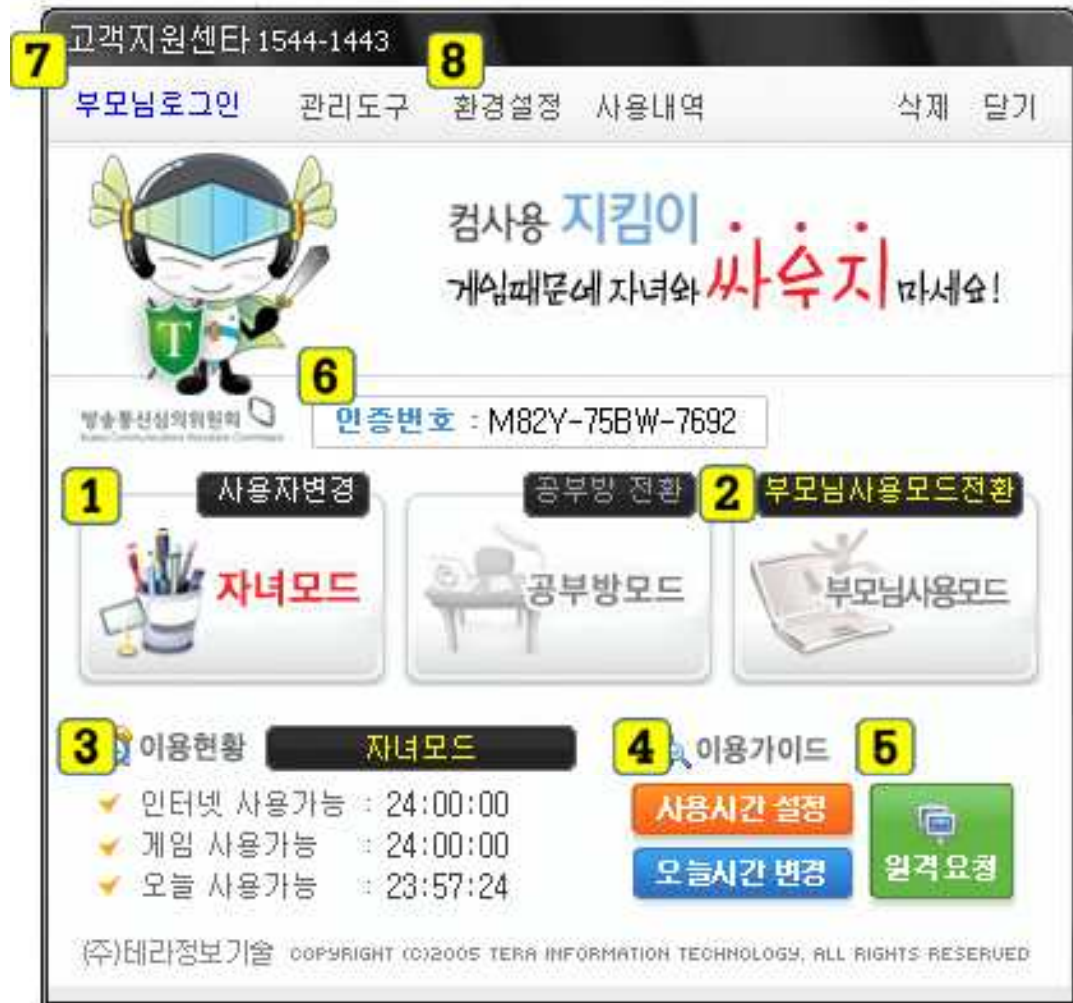 고객지원센타 1544-1443
7
8
부모님로그인 관리도구 환경설정 사용내역 삭제 닫기
컴사용 지킴이
게임때문에 자녀와 싸우지 마세요!
T
6
방송통신심의위원회
인증번호 : M82Y-75BW-7692
1 사용자변경 공부방 전환 2 부모님사용모드전환
자녀모드 공부방모드 부모님사용모드
3 이용현황 자녀모드 4 이용가이드 5
인터넷 사용가능 : 24:00:00
게임 사용가능 : 24:00:00
오늘 사용가능 : 23:57:24
사용시간 설정
오늘시간 변경
원격요청
(주)테라정보기술 COPYRIGHT (C)2005 TERA INFORMATION TECHNOLOGY, ALL RIGHTS RESERVED